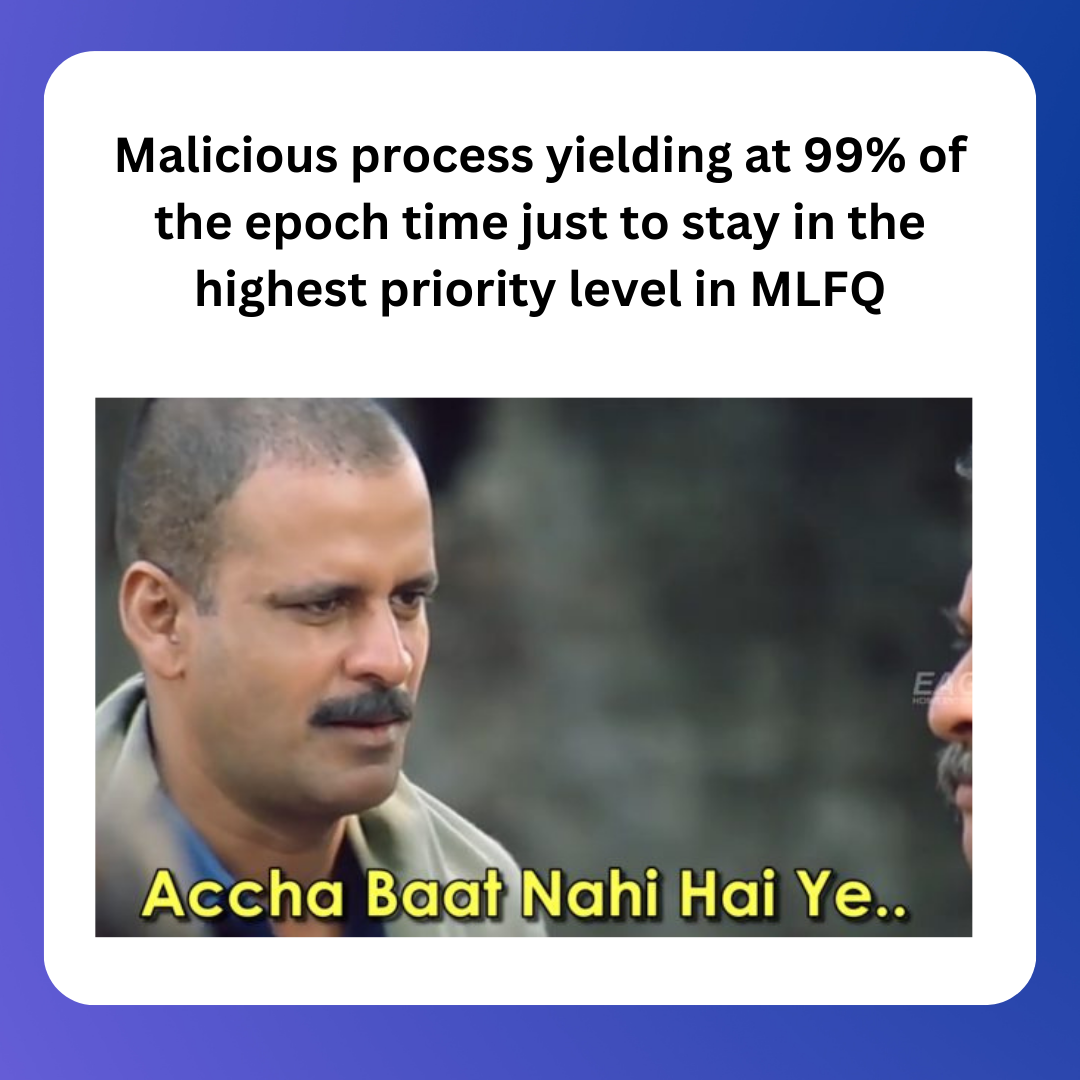 Malicious process yielding at 99% of
the epoch time just to stay in the
highest priority level in MLFQ
Accha Baat Nahi Hai Ye..